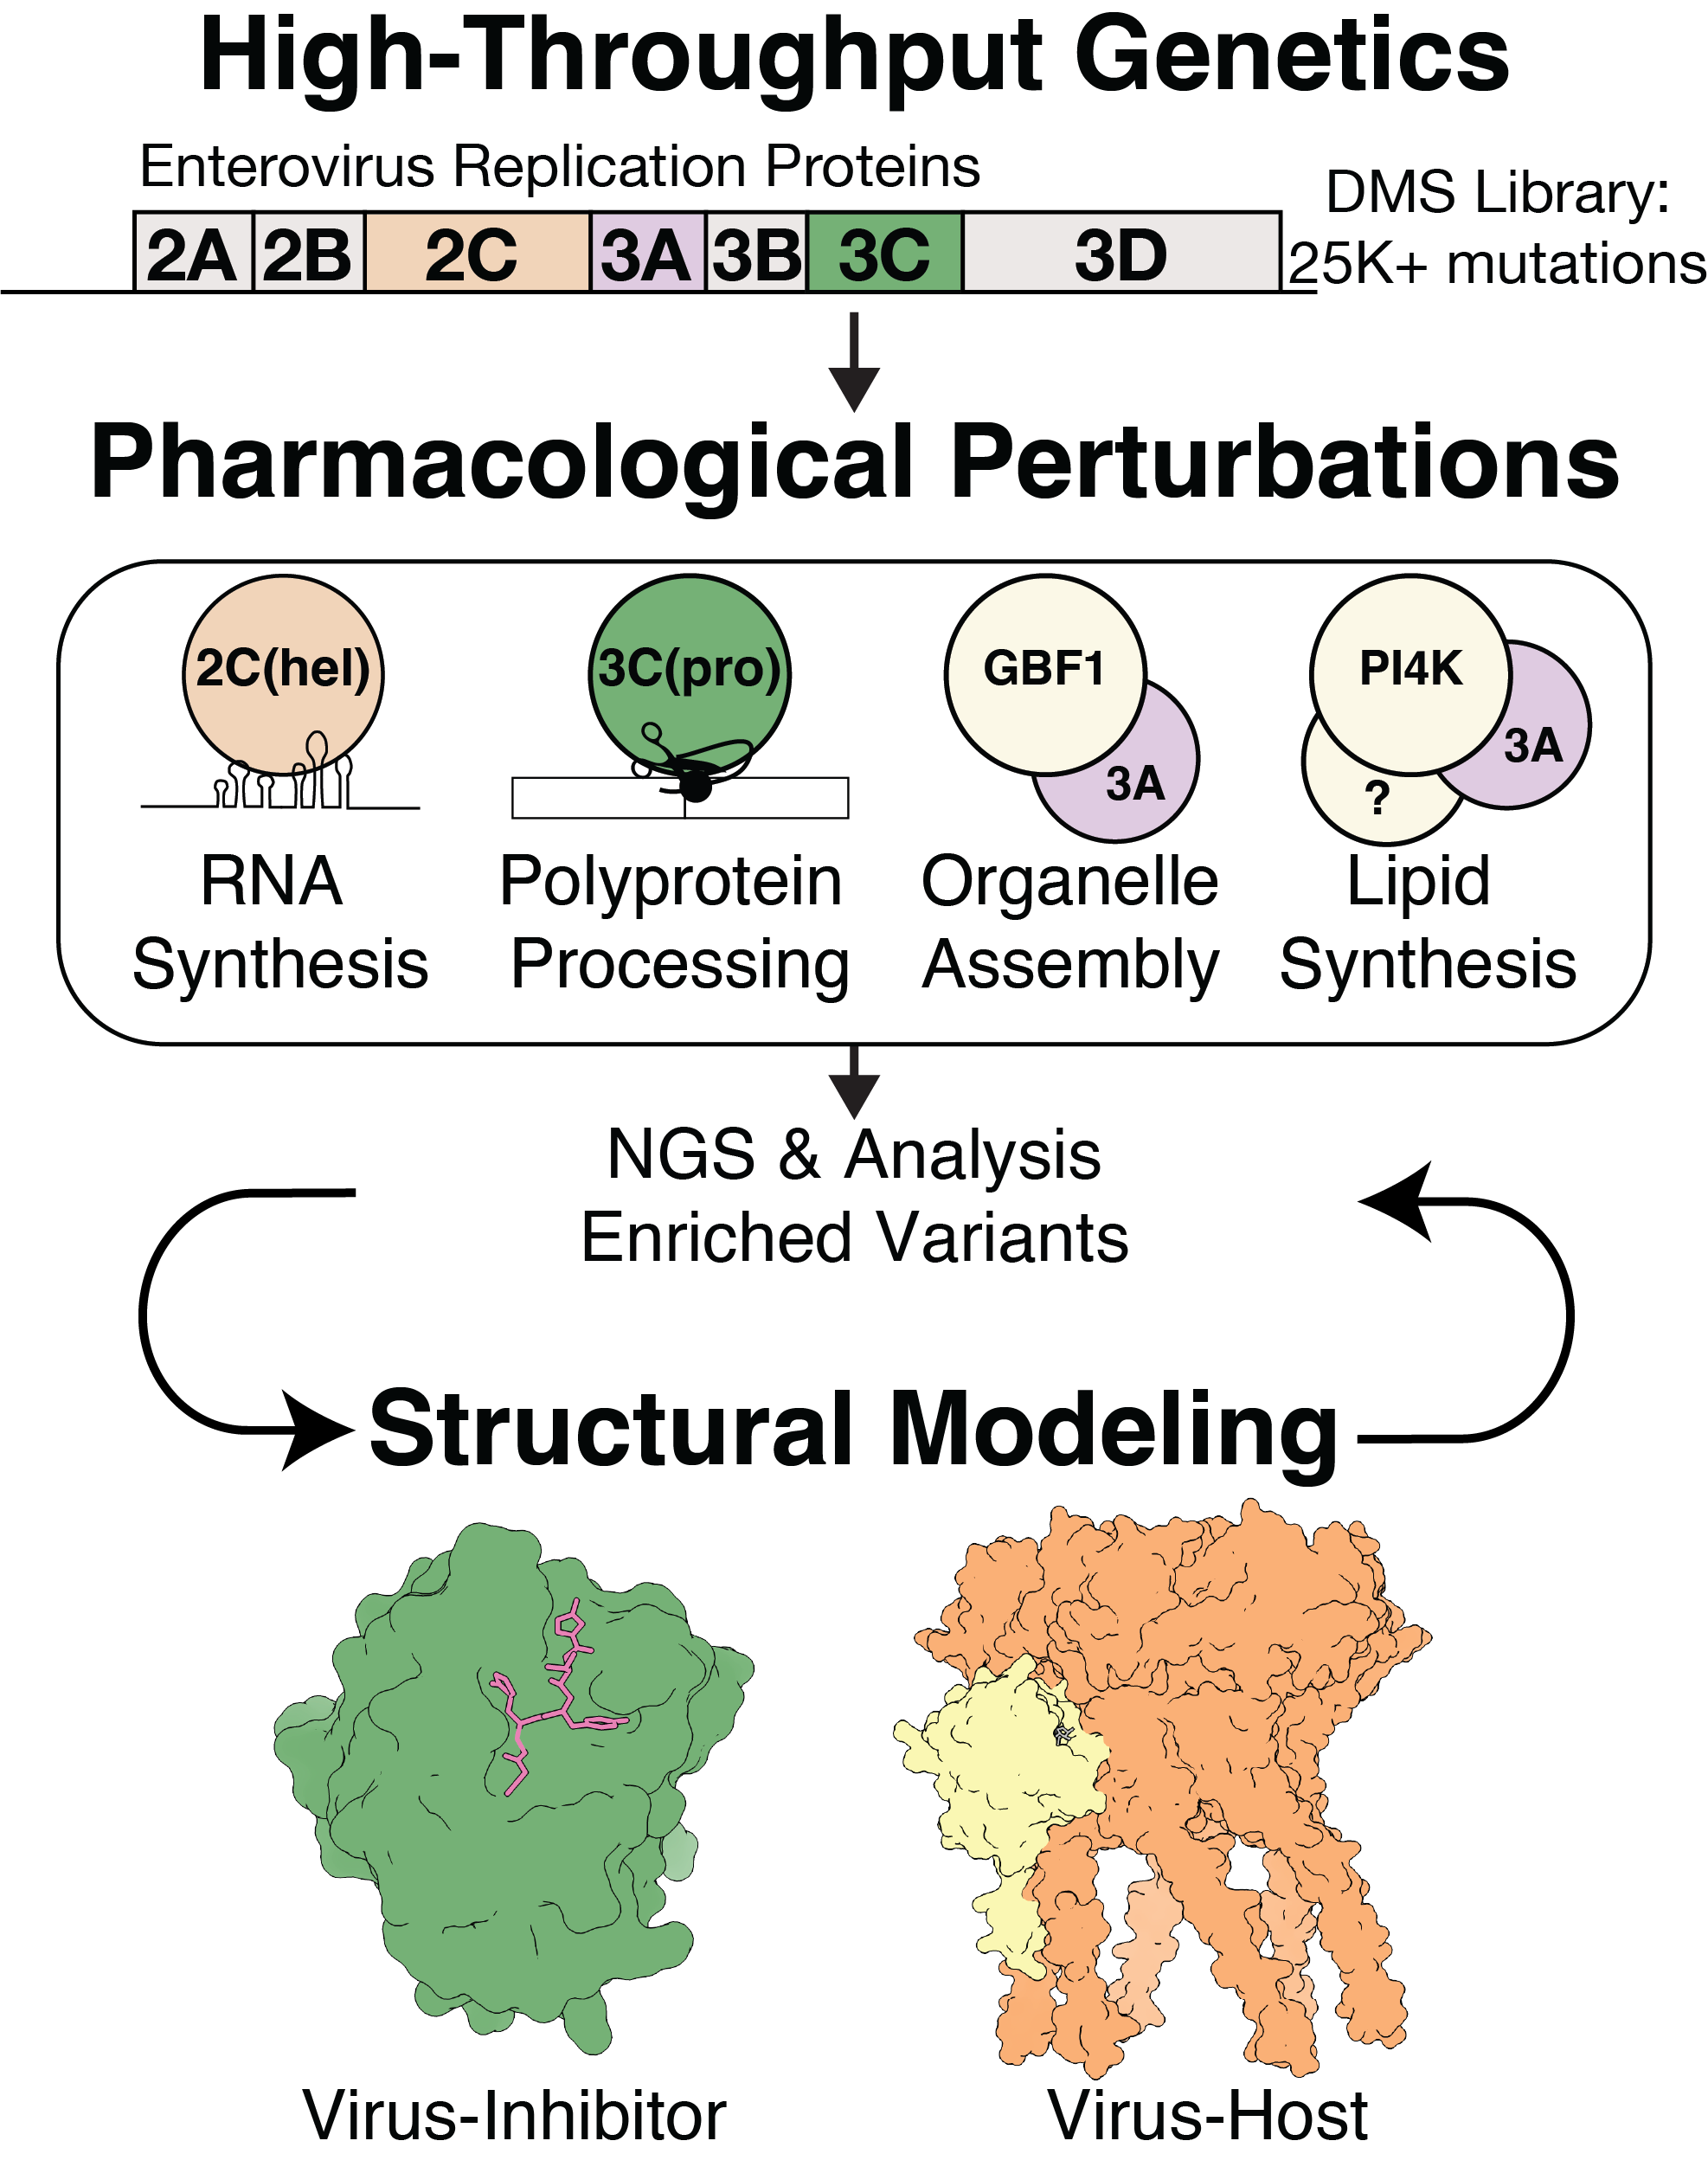 High-Throughput Genetics
Enterovirus Replication Proteins
DMS Library:
25K+ mutations
2A 2B 2C 3A 3B 3C 3D
Pharmacological Perturbations
2C(hel)
3C(pro)
GBF1
3A
PI4K
3A
?
RNA
Synthesis
Polyprotein
Processing
Organelle
Assembly
Lipid
Synthesis
NGS & Analysis
Enriched Variants
Structural Modeling
Virus-Inhibitor
Virus-Host